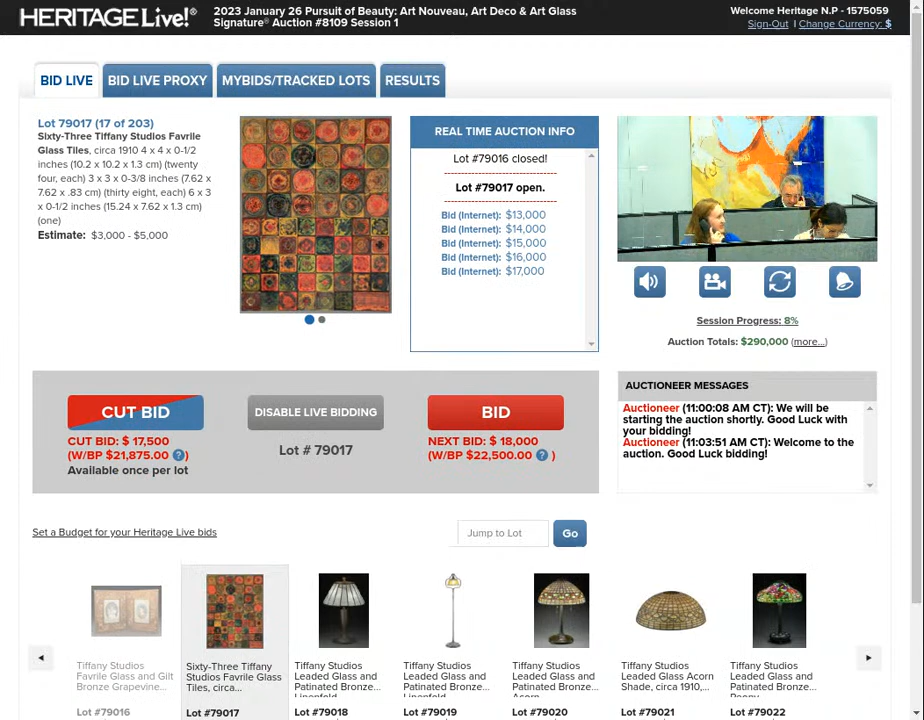 HERITAGE Live!®
2023 January 26 Pursuit of Beauty: Art Nouveau, Art Deco & Art Glass
Signature® Auction #8109 Session 1
Welcome Heritage N.P - 1575059
Sign-Out | Change Currency: $
BID LIVE
BID LIVE PROXY
MYBIDS/TRACKED LOTS
RESULTS
Lot 79017 (17 of 203)
Sixty-Three Tiffany Studios Favrile
Glass Tiles, circa 1910 4 x 4 x 0-1/2
inches (10.2 x 10.2 x 1.3 cm) (twenty
four, each) 3 x 3 x 0-3/8 inches (7.62 x
7.62 x .83 cm) (thirty eight, each) 6 x 3
x 0-1/2 inches (15.24 x 7.62 x 1.3 cm)
(one)
Estimate: $3,000 - $5,000
REAL TIME AUCTION INFO
Lot #79016 closed!
Lot #79017 open.
Bid (Internet): $13,000
Bid (Internet): $14,000
Bid (Internet): $15,000
Bid (Internet): $16,000
Bid (Internet): $17,000
Session Progress: 8%
Auction Totals: $290,000 (more...)
CUT BID
CUT BID: $ 17,500
(W/BP $21,875.00 ? )
Available once per lot
DISABLE LIVE BIDDING
Lot # 79017
BID
NEXT BID: $ 18,000
(W/BP $22,500.00 ? )
AUCTIONEER MESSAGES
Auctioneer (11:00:08 AM CT): We will be
starting the auction shortly. Good Luck with
your bidding!
Auctioneer (11:03:51 AM CT): Welcome to the
auction. Good Luck bidding!
Set a Budget for your Heritage Live bids
Jump to Lot
Go
Tiffany Studios
Favrile Glass and Gilt
Bronze Grapevine...
Lot #79016
Sixty-Three Tiffany
Studios Favrile Glass
Tiles, circa...
Lot #79017
Tiffany Studios
Leaded Glass and
Patinated Bronze...
Linenfold
Lot #79018
Tiffany Studios
Leaded Glass and
Patinated Bronze...
Linenfold
Lot #79019
Tiffany Studios
Leaded Glass and
Patinated Bronze...
Acorn
Lot #79020
Tiffany Studios
Leaded Glass Acorn
Shade, circa 1910,...
Lot #79021
Tiffany Studios
Leaded Glass and
Patinated Bronze...
Peony
Lot #79022